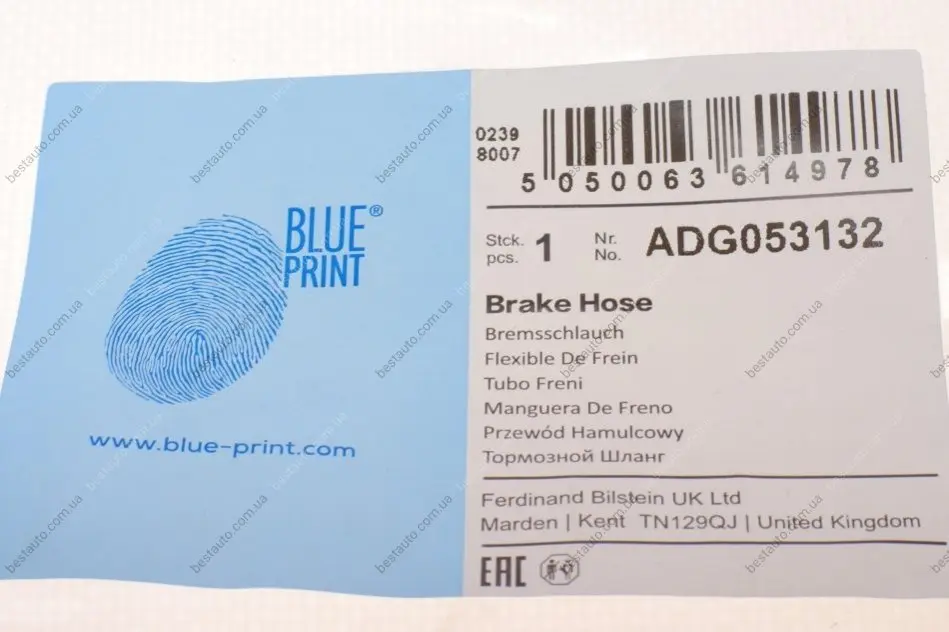 BLUE®
PRINT
www.blue-print.com
0239
8007
5 050063 614978
Stck. 1 Nr. ADG053132
pcs. No.
Brake Hose
Bremsschlauch
Flexible De Frein
Tubo Freni
Manguera De Freno
Przewód Hamulcowy
Тормозной Шланг
Ferdinand Bilstein UK Ltd
Marden | Kent TN129QJ | United Kingdom
EAC
bestauto.com.ua